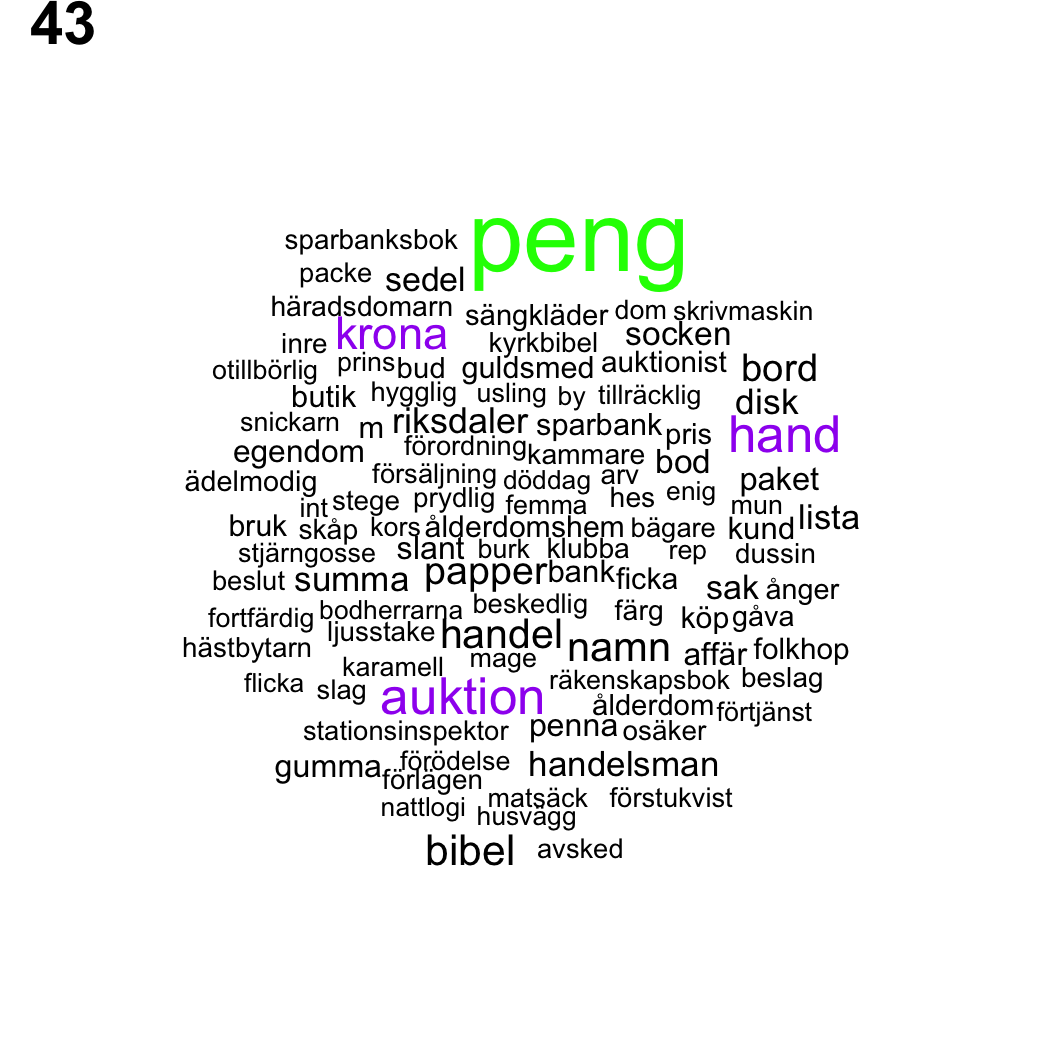 43
sparbanksbok peng
packe sedel
häradsdomarn sängkläder dom skrivmaskin
inre krona kyrkbibel socken
otillbörlig prins bud guldsmed auktionist bord
butik hygglig usling by tillräcklig disk
snickarn m riksdaler sparbank pris hand
egendom förordning kammare bod
ädelmodig försäljning döddag arv paket
int stege prydlig femma hes enig mun lista
bruk skåp kors ålderdomshem bägare kund
stjärngosse slant burk klubba rep dussin
beslut summa papper bank ficka sak ånger
fortfärdig bodherrarna beskedlig färg köp gåva
hästbytarn ljusstake handel namn affär folkhop
karamell mage
flicka slag auktion räkenskapsbok beslag
ålderdom förtjänst
stationsinspektor penna osäker
gumma förödelse handelsman
förlägen
nattlogi matsäck förstukvist
husvägg
bibel avsked